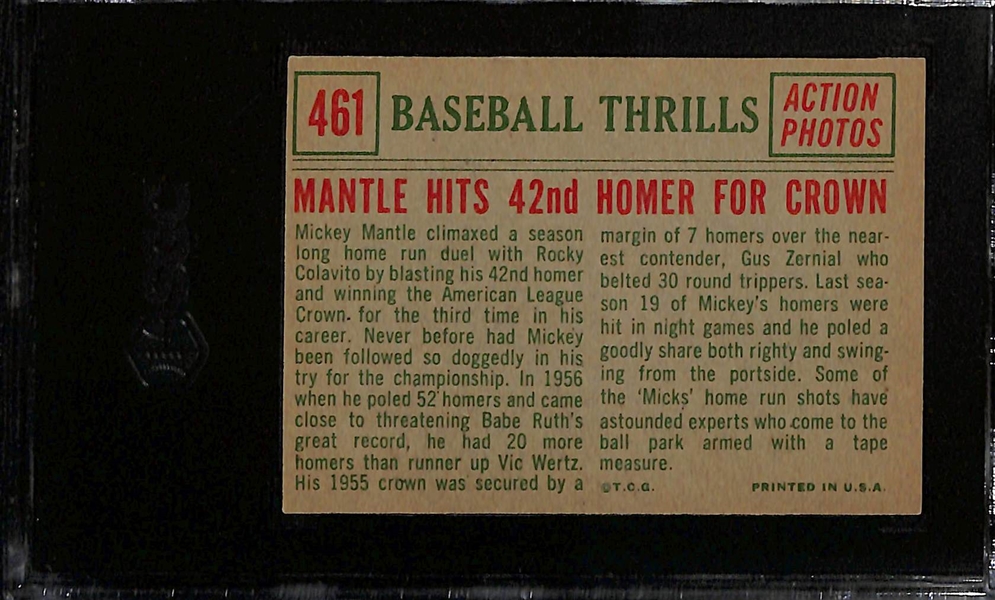 461
BASEBALL THRILLS
ACTION
PHOTOS
MANTLE HITS 42nd HOMER FOR CROWN
Mickey Mantle climaxed a season
long home run duel with Rocky
Colavito by blasting his 42nd homer
and winning the American League
Crown. for the third time in his
career. Never before had Mickey
been followed so doggedly in his
try for the championship. In 1956
when he poled 52 homers and came
close to threatening Babe Ruth's
great record, he had 20 more
homers than runner up Vic Wertz.
His 1955 crown was secured by a
margin of 7 homers over the near-
est contender, Gus Zernial who
belted 30 round trippers. Last sea-
son 19 of Mickey's homers were
hit in night games and he poled a
goodly share both righty and swing-
ing from the portside. Some of
the 'Micks' home run shots have
astounded experts who come to the
ball park armed with a tape
measure.
©T.C.G.
PRINTED IN U.S.A.